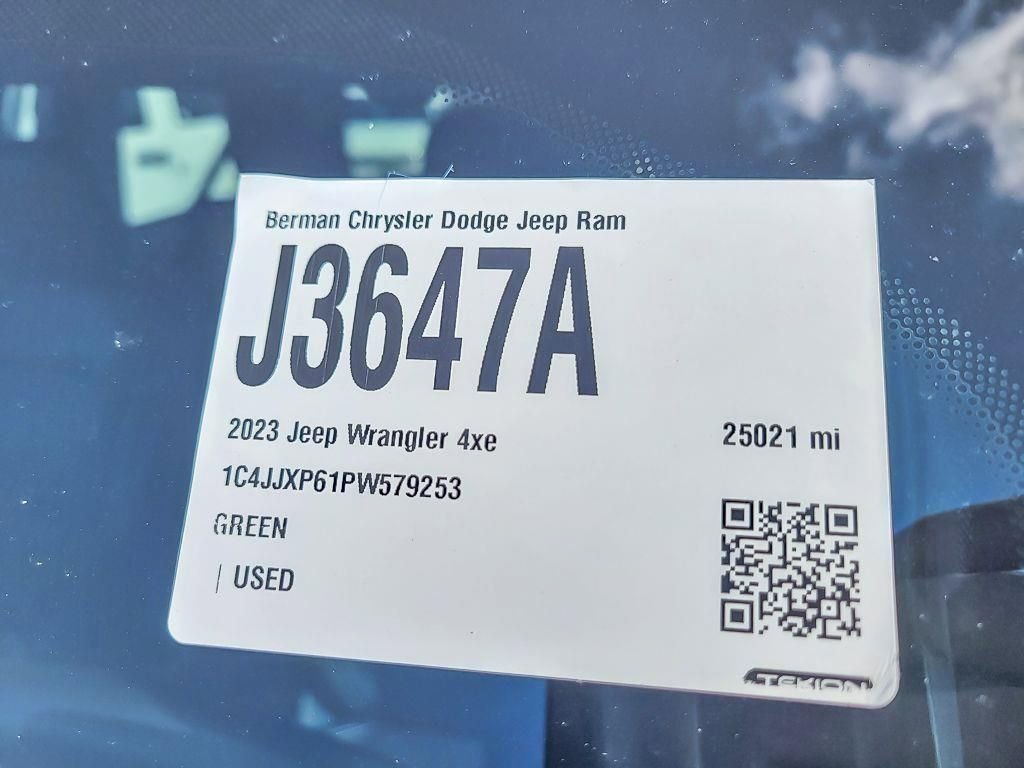 Berman Chrysler Dodge Jeep Ram
J3647A
2023 Jeep Wrangler 4xe
25021 mi
1C4JJXP61PW579253
GREEN
| USED
TEKION